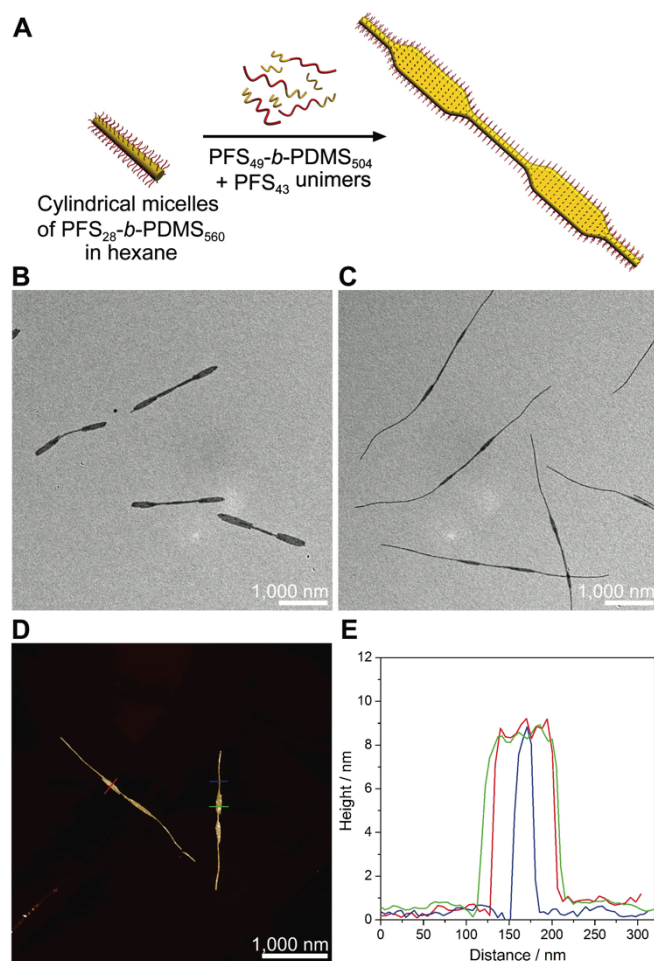 A
PFS49-b-PDMS504
+ PFS43 unimers
Cylindrical micelles
of PFS28-b-PDMS560
in hexane
B
1,000 nm
C
1,000 nm
D
1,000 nm
E
Height / nm
12
10
8
6
4
2
0
0 50 100 150 200 250 300
Distance / nm